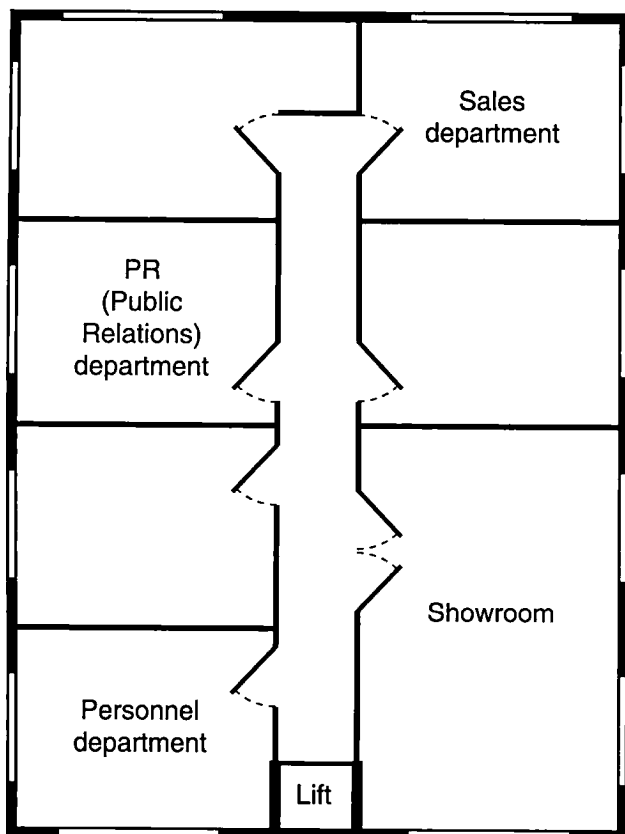 Sales
department
PR
(Public
Relations)
department
Showroom
Personnel
department
Lift